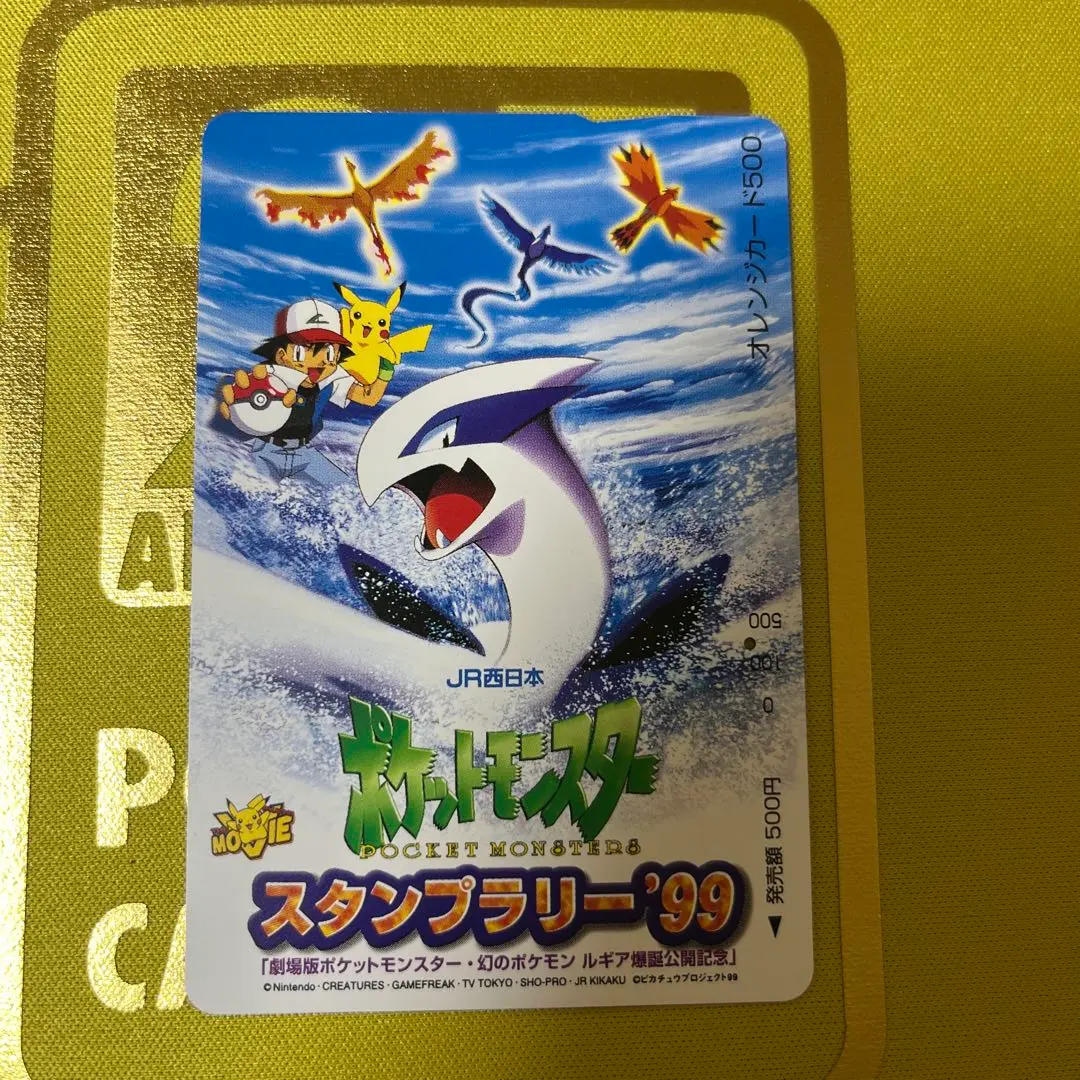 オレンジカード500
500
100
0
発売額 500円
JR西日本
ポケットモンスター
POCKET MONSTERS
MOVIE
スタンプラリー'99
「劇場版ポケットモンスター・幻のポケモン ルギア爆誕公開記念」
©Nintendo・CREATURES・GAMEFREAK・TV TOKYO・SHO-PRO・JR KIKAKU ©ピカチュウプロジェクト99